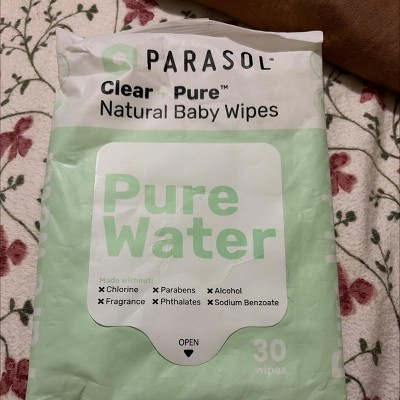 PARASOL™
Clear + Pure™
Natural Baby Wipes
Pure
Water
Made without:
✘ Chlorine ✘ Parabens ✘ Alcohol
✘ Fragrance ✘ Phthalates ✘ Sodium Benzoate
OPEN
30
wipes